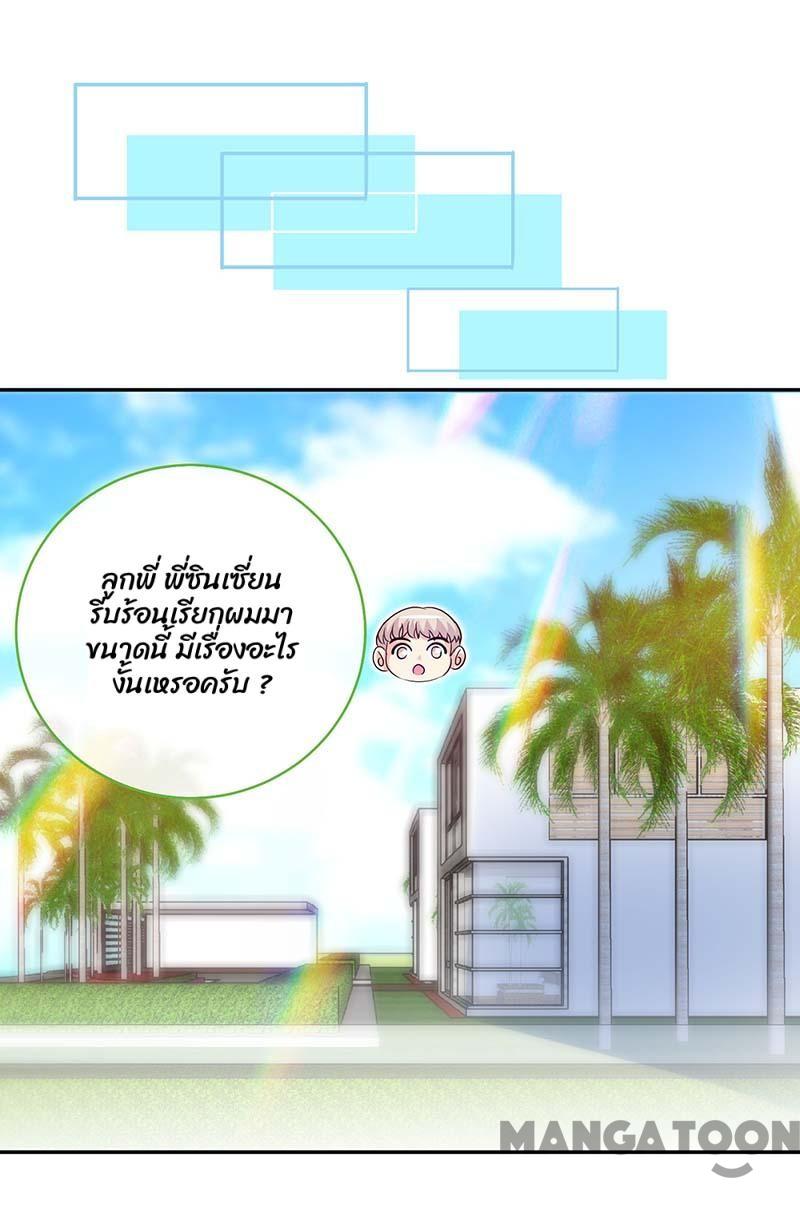 ลูกพี่ พี่ซินเซี่ยน
รีบร้อนเรียกผมมา
ขนาดนี้ มีเรื่องอะไร
งั้นเหรอครับ ?
MANGATOON